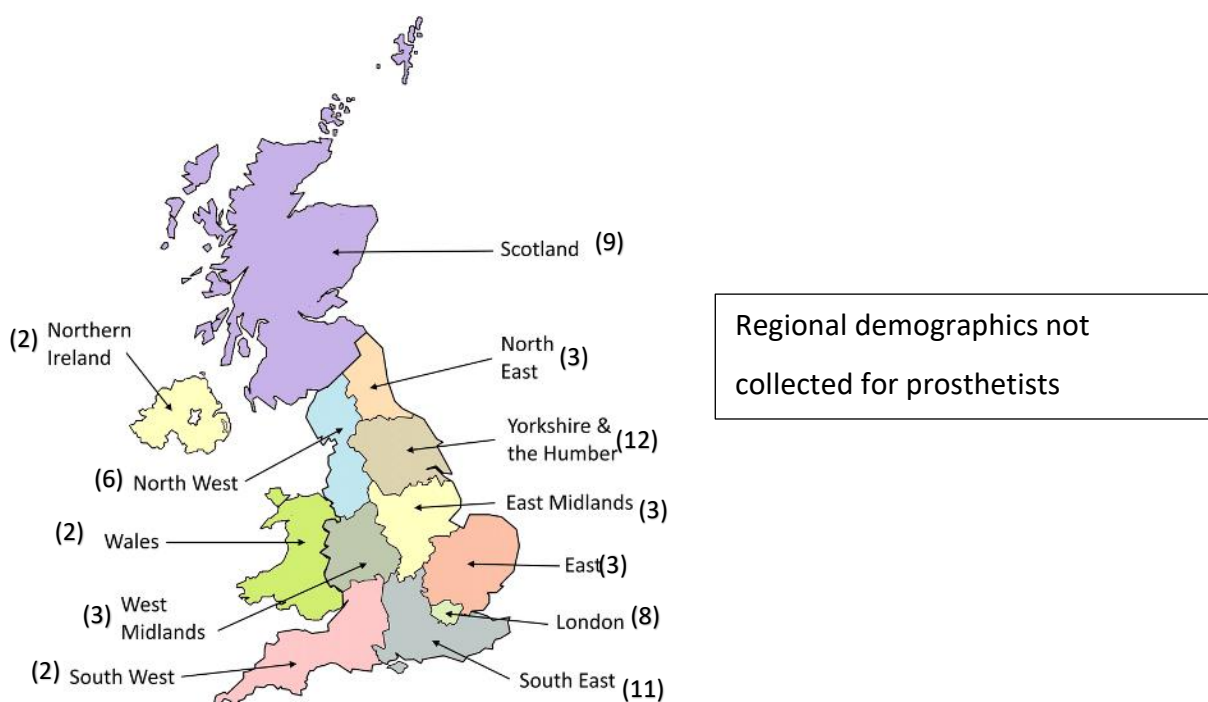 Scotland (9)
(2) Northern
Ireland
North
East (3)
Regional demographics not
collected for prosthetists
Yorkshire &
the Humber (12)
(6) North West
East Midlands (3)
(2) Wales
East (3)
(3) West
Midlands
London (8)
(2) South West
South East (11)